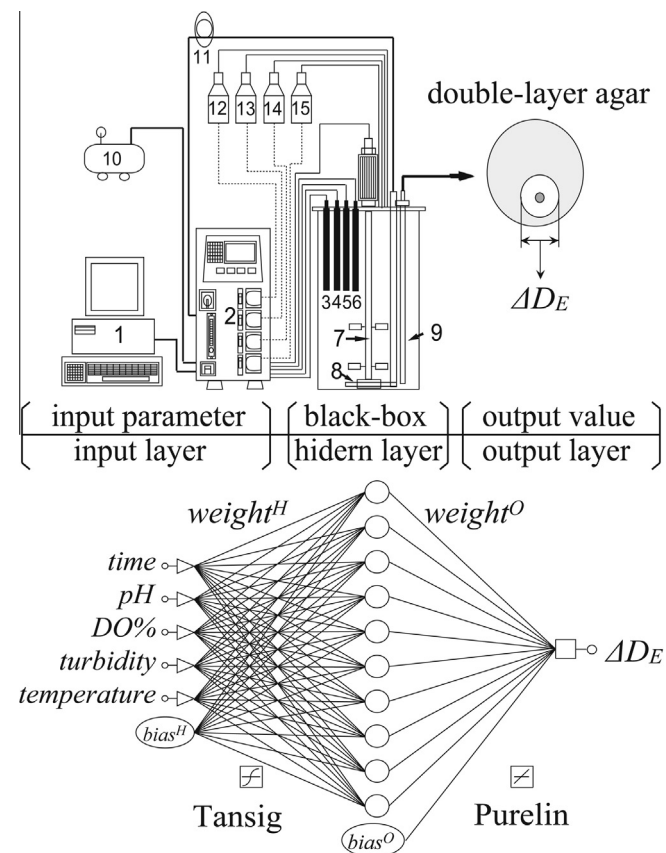 11
12 13 14 15
double-layer agar
10
3456
ΔD_E
1
2
7
9
8
input parameter black-box output value
input layer hidern layer output layer
weight^H weight^O
time
pH
DO%
ΔD_E
turbidity
temperature
bias^H
Tansig Purelin
bias^O